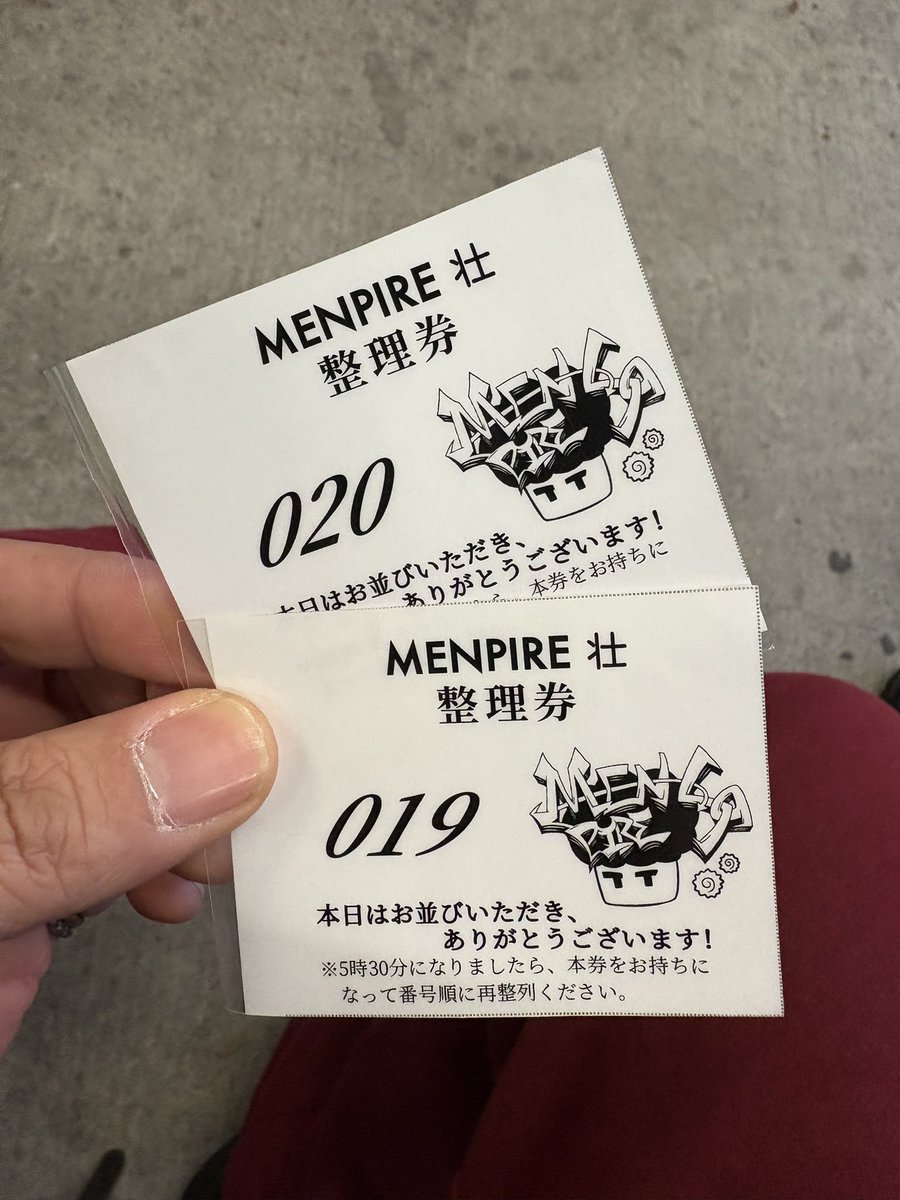 MENPIRE 壮
整理券
MEN
PIRE
020
本日はお並びいただき、
ありがとうございます!
本券をお持ちに
MENPIRE 壮
整理券
MEN
PIRE
019
本日はお並びいただき、
ありがとうございます!
※5時30分になりましたら、本券をお持ちに
なって番号順に再整列ください。